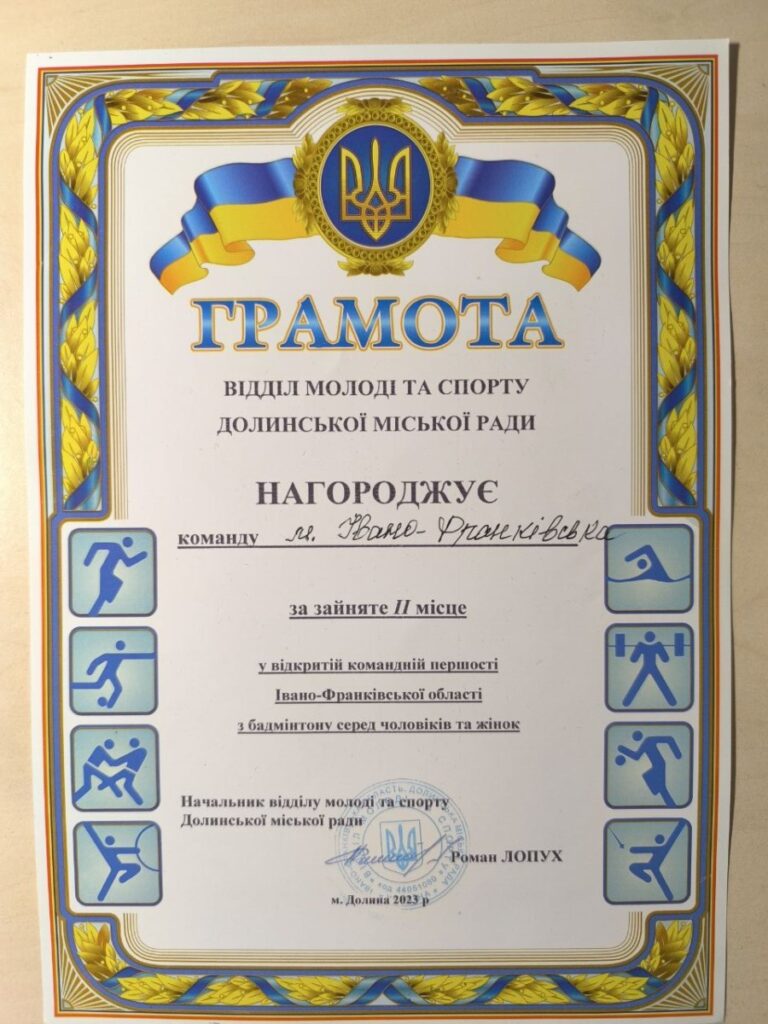 ГРАМОТА
ВІДДІЛ МОЛОДІ ТА СПОРТУ
ДОЛИНСЬКОЇ МІСЬКОЇ РАДИ
НАГОРОДЖУЄ
команду м. Івано-Франківська
за зайняте II місце
у відкритій командній першості
Івано-Франківської області
з бадмінтону серед чоловіків та жінок
Начальник відділу молоді та спорту
Долинської міської ради
Роман ЛОПУХ
м. Долина 2023 р